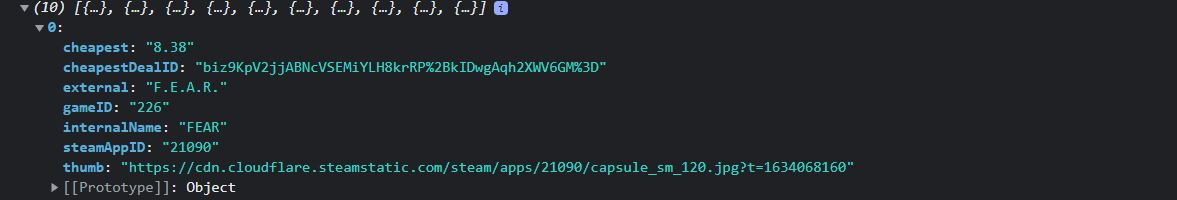 (10) [{…}, {…}, {…}, {…}, {…}, {…}, {…}, {…}, {…}, {…}] i
0:
cheapest: "8.38"
cheapestDealID: "biz9KpV2jjABNcVSEMiYLH8krRP%2BkIDwgAqh2XWV6GM%3D"
external: "F.E.A.R."
gameID: "226"
internalName: "FEAR"
steamAppID: "21090"
thumb: "https://cdn.cloudflare.steamstatic.com/steam/apps/21090/capsule_sm_120.jpg?t=1634068160"
[[Prototype]]: Object